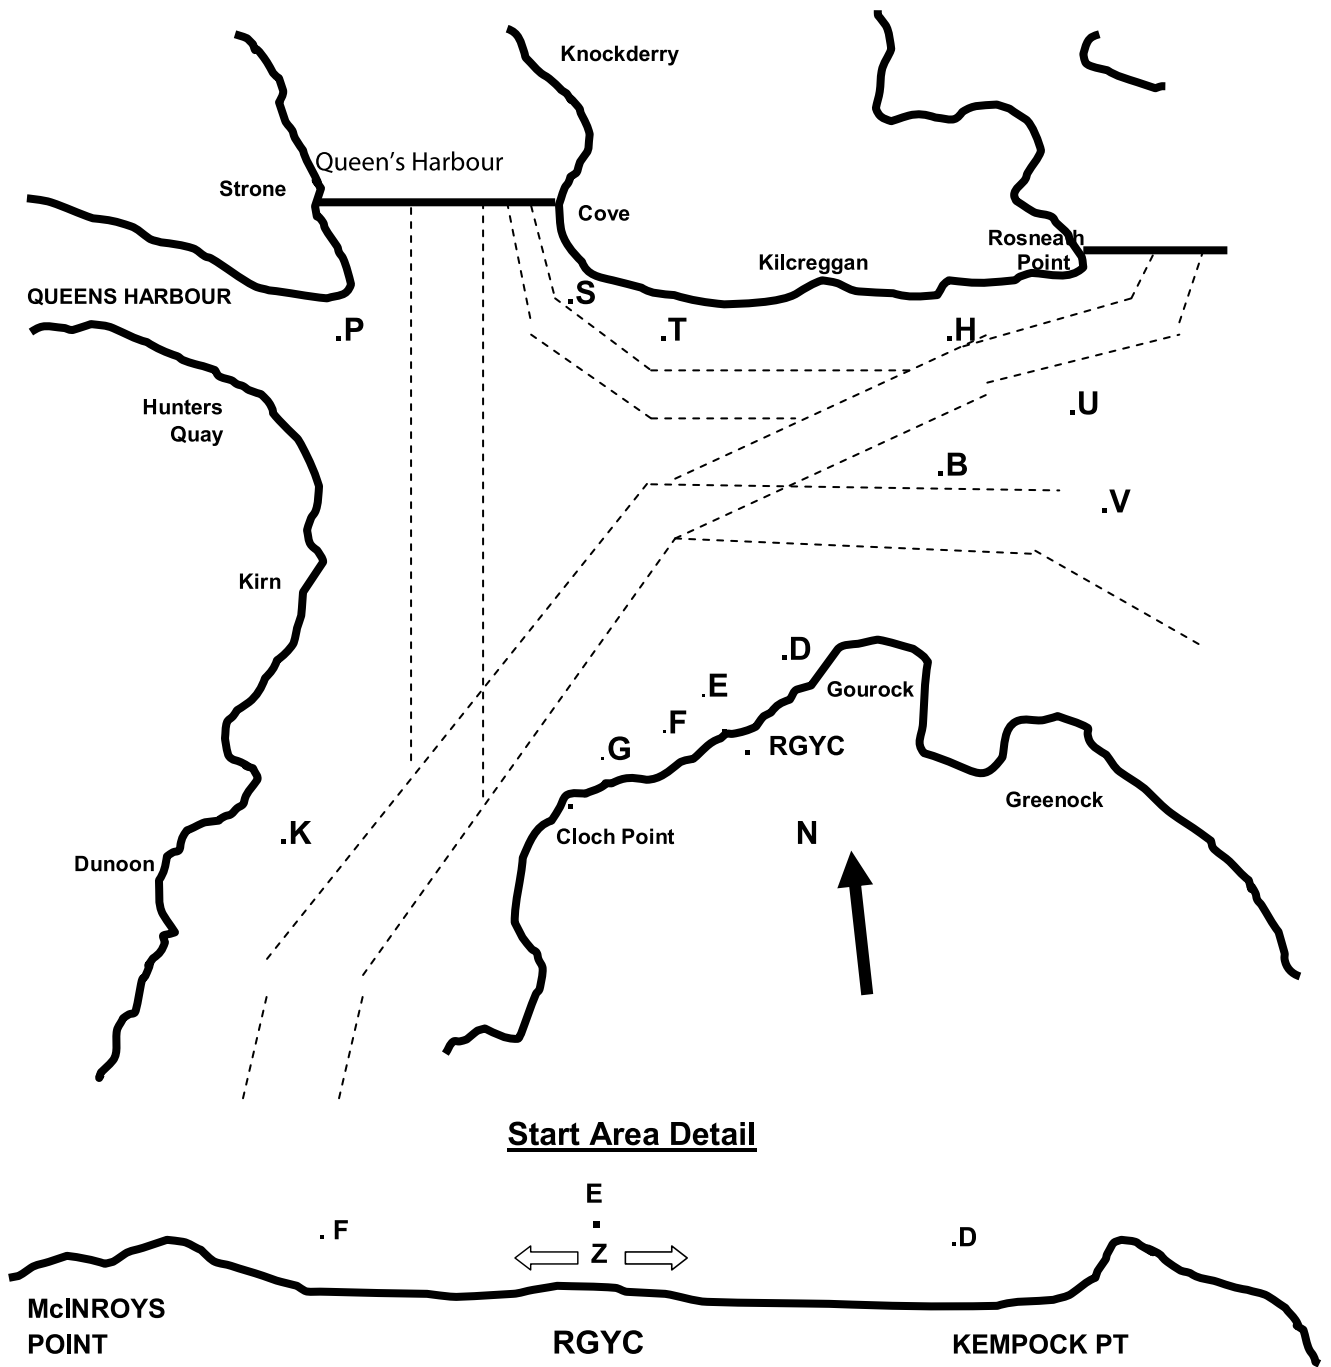 Knockderry
Queen's Harbour
Strone
Cove
Rosneath
Point
Kilcreggan
QUEENS HARBOUR
.S
.P
.T
.H
Hunters
Quay
.U
.B
.V
Kirn
.D
.E
Gourock
.F
.G
RGYC
Greenock
.K
Cloch Point
N
Dunoon
Start Area Detail
E
. F
Z
.D
McINROYS
POINT
RGYC
KEMPOCK PT